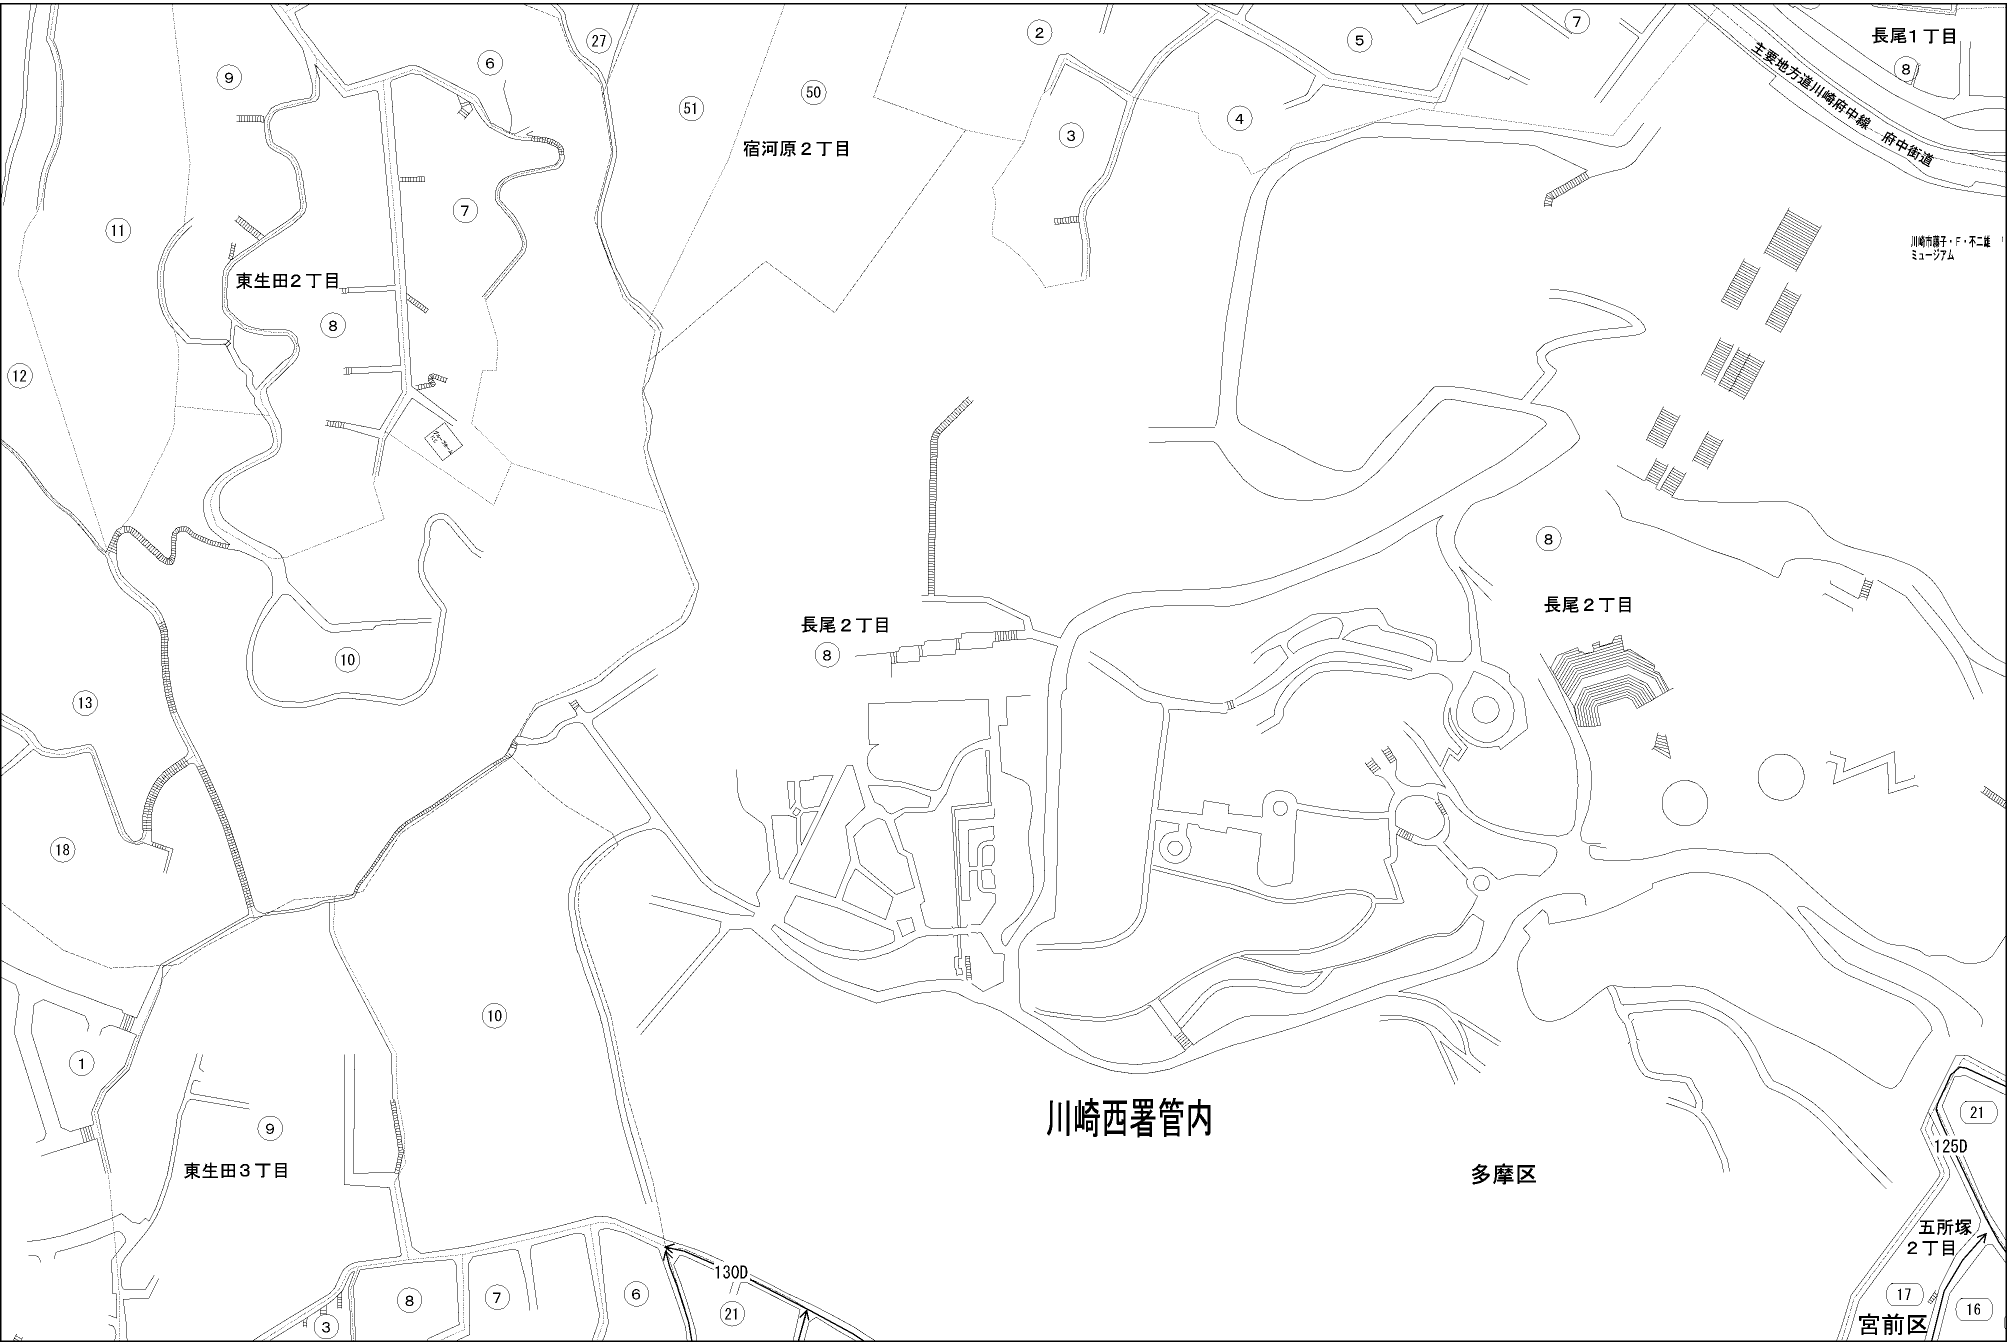 27
2
5
7
長尾1丁目
8
主要地方道川崎府中線　府中街道
9
6
51
50
4
3
宿河原2丁目
11
7
川崎市藤子・F・不二雄
ミュージアム
東生田2丁目
8
12
8
長尾2丁目
長尾2丁目
8
10
13
18
10
1
9
川崎西署管内
21
125D
東生田3丁目
多摩区
五所塚
2丁目
130D
8
7
6
21
3
17
16
宮前区